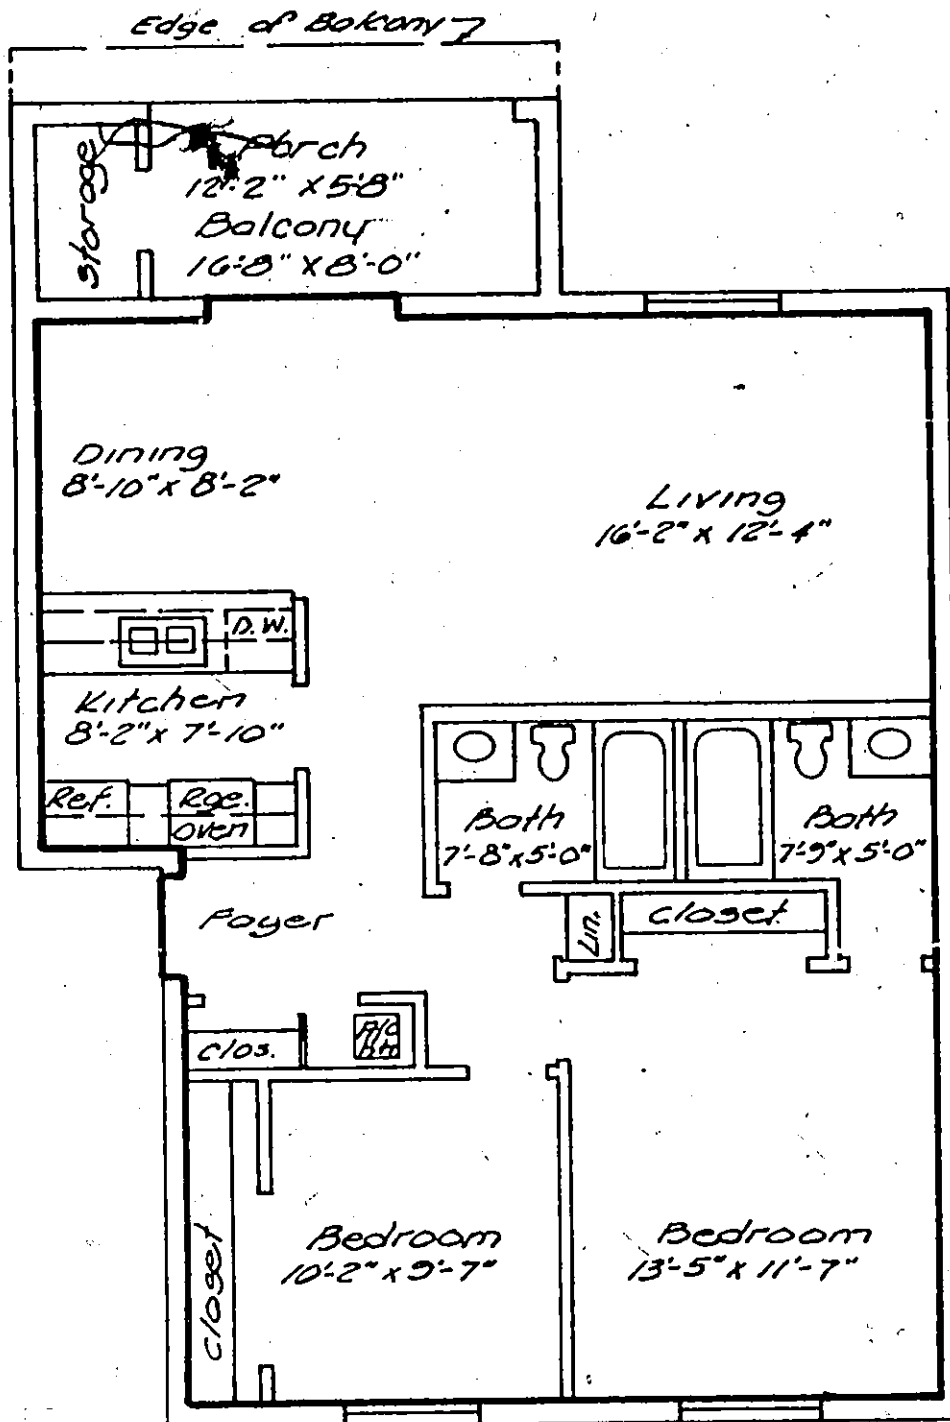 Edge of Balcony
Storage
Porch
12'-2" x 5'8"
Balcony
16'-8" x 8'-0"
Dining
8'-10" x 8'-2"
Living
16'-2" x 12'-4"
D.W.
Kitchen
8'-2" x 7'-10"
Ref.
Rge.
oven
Bath
7'-8" x 5'-0"
Bath
7'-9" x 5'-0"
Foyer
Lin.
closet
clos.
A/C
closet
Bedroom
10'-2" x 9'-7"
Bedroom
13'-5" x 11'-7"